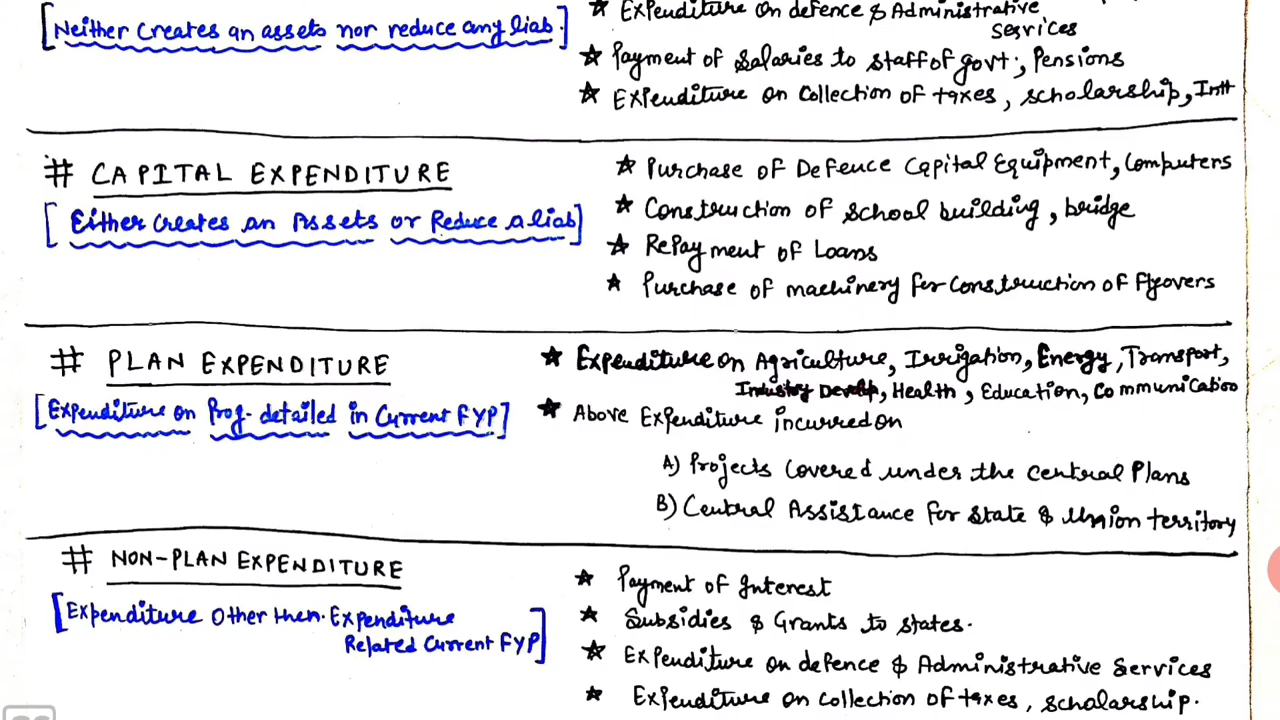 ★ Expenditure on defence & Administrative
services
[Neither Creates an assets nor reduce any liab.]
★ Payment of Salaries to staff of govt., Pensions
★ Expenditure on Collection of taxes, scholarship, Intt
# CAPITAL EXPENDITURE
[Either Creates an Assets or Reduce a liab]
★ Purchase of Defence Capital Equipment, Computers
★ Construction of school building, bridge
★ Repayment of Loans
★ Purchase of machinery for Construction of Flyovers
# PLAN EXPENDITURE
[Expenditure on Prog. detailed in Current FYP]
★ Expenditure on Agriculture, Irrigation, Energy, Transport,
Industry Develp, Health, Education, Communication
★ Above Expenditure incurred on
A) Projects Covered under the Central Plans
B) Central Assistance for State & Union territory
# NON-PLAN EXPENDITURE
[Expenditure Other then. Expenditure
Related Current FYP]
★ Payment of Interest
★ Subsidies & Grants to states.
★ Expenditure on defence & Administrative Services
★ Expenditure on collection of taxes, scholarship.